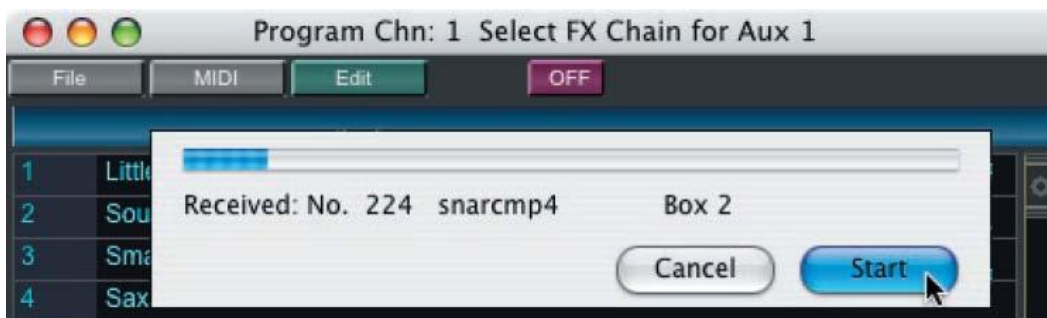 Program Chn: 1 Select FX Chain for Aux 1
File MIDI Edit OFF
1 Little
2 Sou
3 Sma
4 Sax
Received: No. 224 snarcmp4 Box 2
Cancel Start